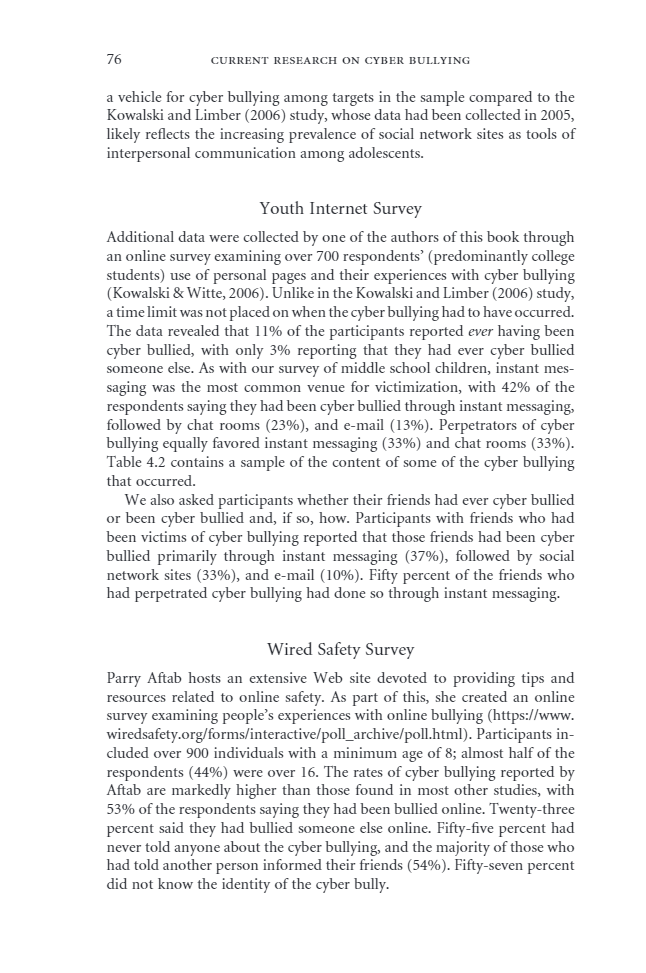 76 CURRENT RESEARCH ON CYBER BULLYING
a vehicle for cyber bullying among targets in the sample compared to the
Kowalski and Limber (2006) study, whose data had been collected in 2005,
likely reflects the increasing prevalence of social network sites as tools of
interpersonal communication among adolescents.
Youth Internet Survey
Additional data were collected by one of the authors of this book through
an online survey examining over 700 respondents’ (predominantly college
students) use of personal pages and their experiences with cyber bullying
(Kowalski & Witte, 2006). Unlike in the Kowalski and Limber (2006) study,
a time limit was not placed on when the cyber bullying had to have occurred.
The data revealed that 11% of the participants reported ever having been
cyber bullied, with only 3% reporting that they had ever cyber bullied
someone else. As with our survey of middle school children, instant mes-
saging was the most common venue for victimization, with 42% of the
respondents saying they had been cyber bullied through instant messaging,
followed by chat rooms (23%), and e-mail (13%). Perpetrators of cyber
bullying equally favored instant messaging (33%) and chat rooms (33%).
Table 4.2 contains a sample of the content of some of the cyber bullying
that occurred.
We also asked participants whether their friends had ever cyber bullied
or been cyber bullied and, if so, how. Participants with friends who had
been victims of cyber bullying reported that those friends had been cyber
bullied primarily through instant messaging (37%), followed by social
network sites (33%), and e-mail (10%). Fifty percent of the friends who
had perpetrated cyber bullying had done so through instant messaging.
Wired Safety Survey
Parry Aftab hosts an extensive Web site devoted to providing tips and
resources related to online safety. As part of this, she created an online
survey examining people’s experiences with online bullying (https://www.
wiredsafety.org/forms/interactive/poll_archive/poll.html). Participants in-
cluded over 900 individuals with a minimum age of 8; almost half of the
respondents (44%) were over 16. The rates of cyber bullying reported by
Aftab are markedly higher than those found in most other studies, with
53% of the respondents saying they had been bullied online. Twenty-three
percent said they had bullied someone else online. Fifty-five percent had
never told anyone about the cyber bullying, and the majority of those who
had told another person informed their friends (54%). Fifty-seven percent
did not know the identity of the cyber bully.